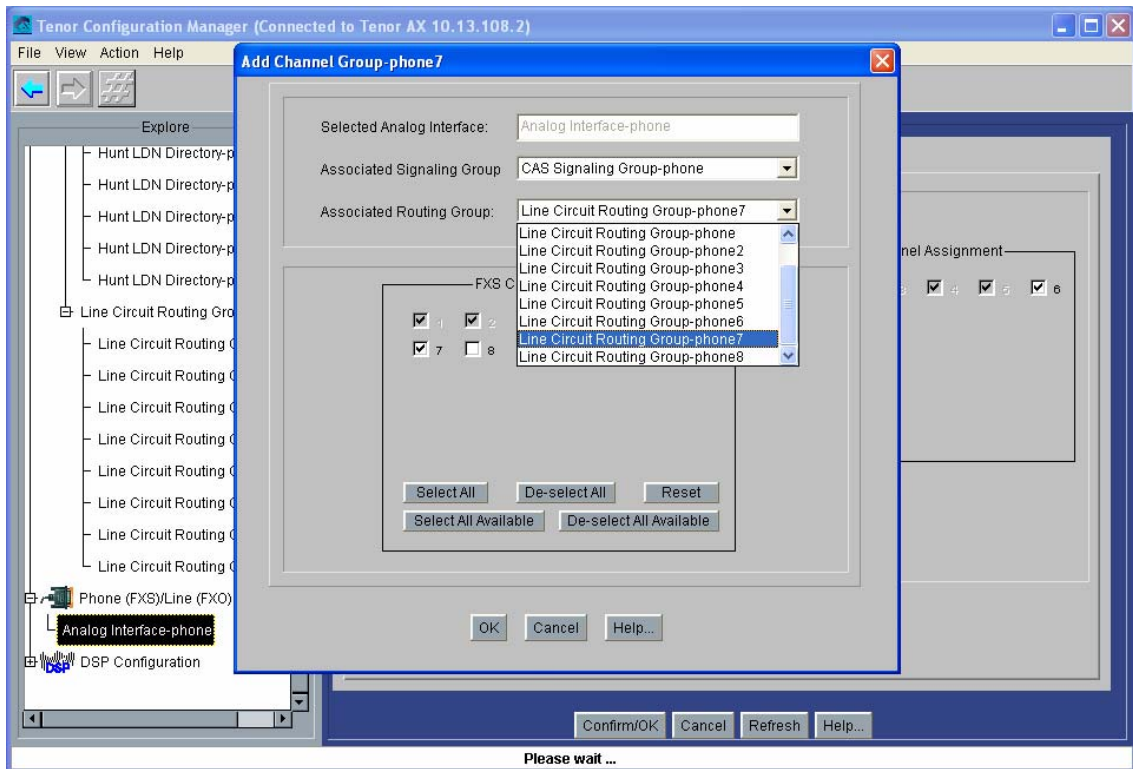 Tenor Configuration Manager (Connected to Tenor AX 10.13.108.2)
File View Action Help
Explore
Hunt LDN Directory-p
Hunt LDN Directory-p
Hunt LDN Directory-p
Hunt LDN Directory-p
Hunt LDN Directory-p
Line Circuit Routing Gro
Line Circuit Routing G
Line Circuit Routing G
Line Circuit Routing G
Line Circuit Routing G
Line Circuit Routing G
Line Circuit Routing G
Line Circuit Routing G
Line Circuit Routing G
Phone (FXS)/Line (FXO)
Analog Interface-phone
DSP
DSP Configuration
Add Channel Group-phone7
Selected Analog Interface: Analog Interface-phone
Associated Signaling Group CAS Signaling Group-phone
Associated Routing Group: Line Circuit Routing Group-phone7
Line Circuit Routing Group-phone
Line Circuit Routing Group-phone2
Line Circuit Routing Group-phone3
Line Circuit Routing Group-phone4
Line Circuit Routing Group-phone5
Line Circuit Routing Group-phone6
Line Circuit Routing Group-phone7
Line Circuit Routing Group-phone8
FXS C
1 2
7 8
Select All De-select All Reset
Select All Available De-select All Available
OK Cancel Help...
nel Assignment
3 4 5 6
Confirm/OK Cancel Refresh Help...
Please wait ...